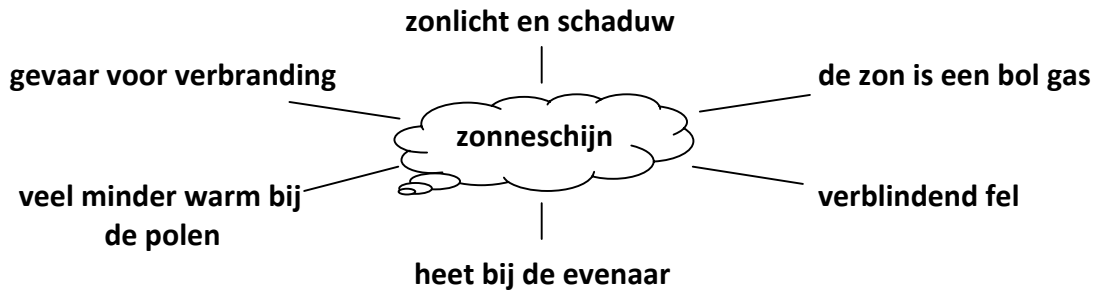 zonlicht en schaduw
gevaar voor verbranding
de zon is een bol gas
zonneschijn
veel minder warm bij
de polen
verblindend fel
heet bij de evenaar